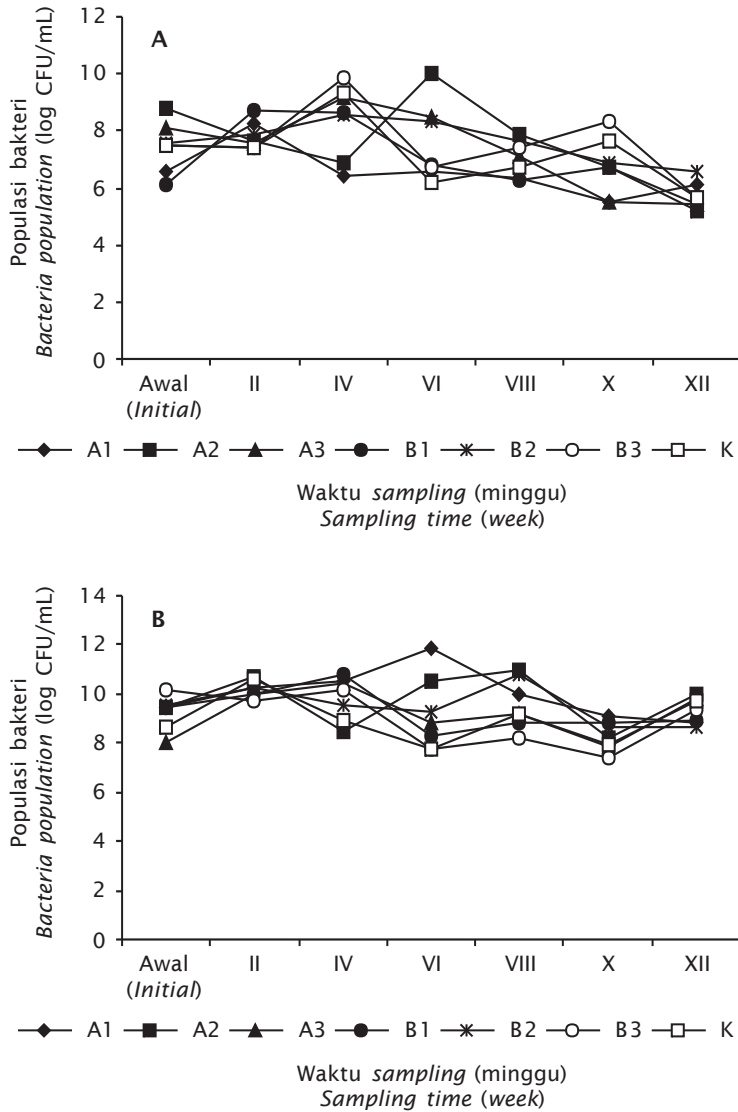 Populasi bakteri
Bacteria population (log CFU/mL)
A
12
10
8
6
4
2
0
Awal II IV VI VIII X XII
(Initial)
A1 A2 A3 B1 B2 B3 K
Waktu sampling (minggu)
Sampling time (week)
Populasi bakteri
Bacteria population (log CFU/mL)
B
14
12
10
8
6
4
2
0
Awal II IV VI VIII X XII
(Initial)
A1 A2 A3 B1 B2 B3 K
Waktu sampling (minggu)
Sampling time (week)